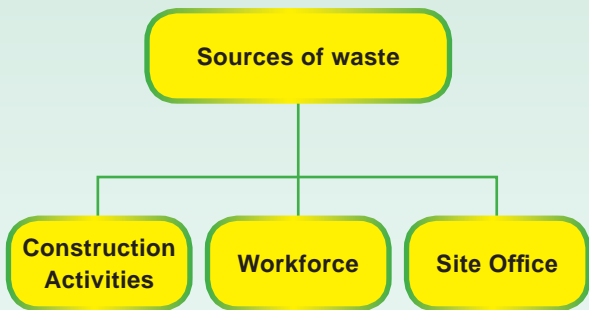 Sources of waste
Construction
Activities
Workforce
Site Office